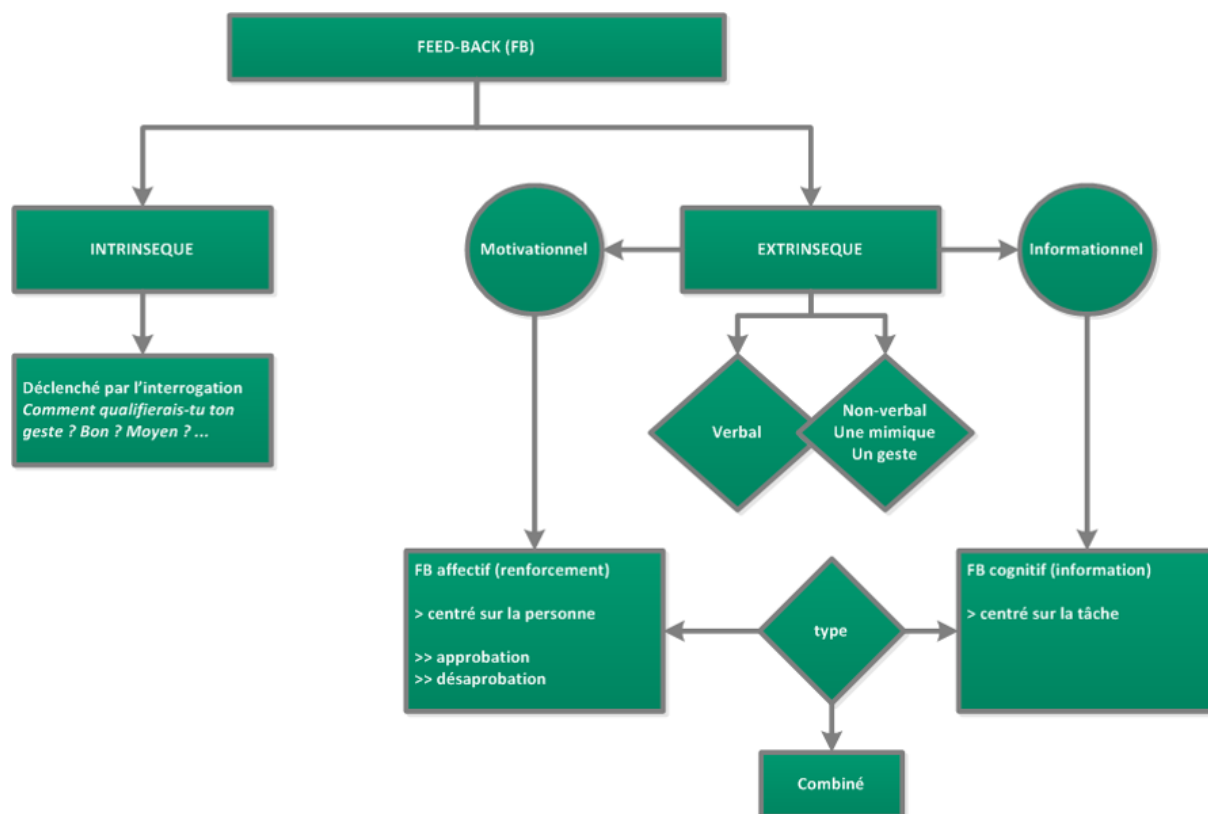 FEED-BACK (FB)
INTRINSEQUE
Motivationnel
EXTRINSEQUE
Informationnel
Déclenché par l'interrogation
Comment qualifierais-tu ton
geste ? Bon ? Moyen ? ...
Verbal
Non-verbal
Une mimique
Un geste
FB affectif (renforcement)
> centré sur la personne
>> approbation
>> désaprobation
type
FB cognitif (information)
> centré sur la tâche
Combiné